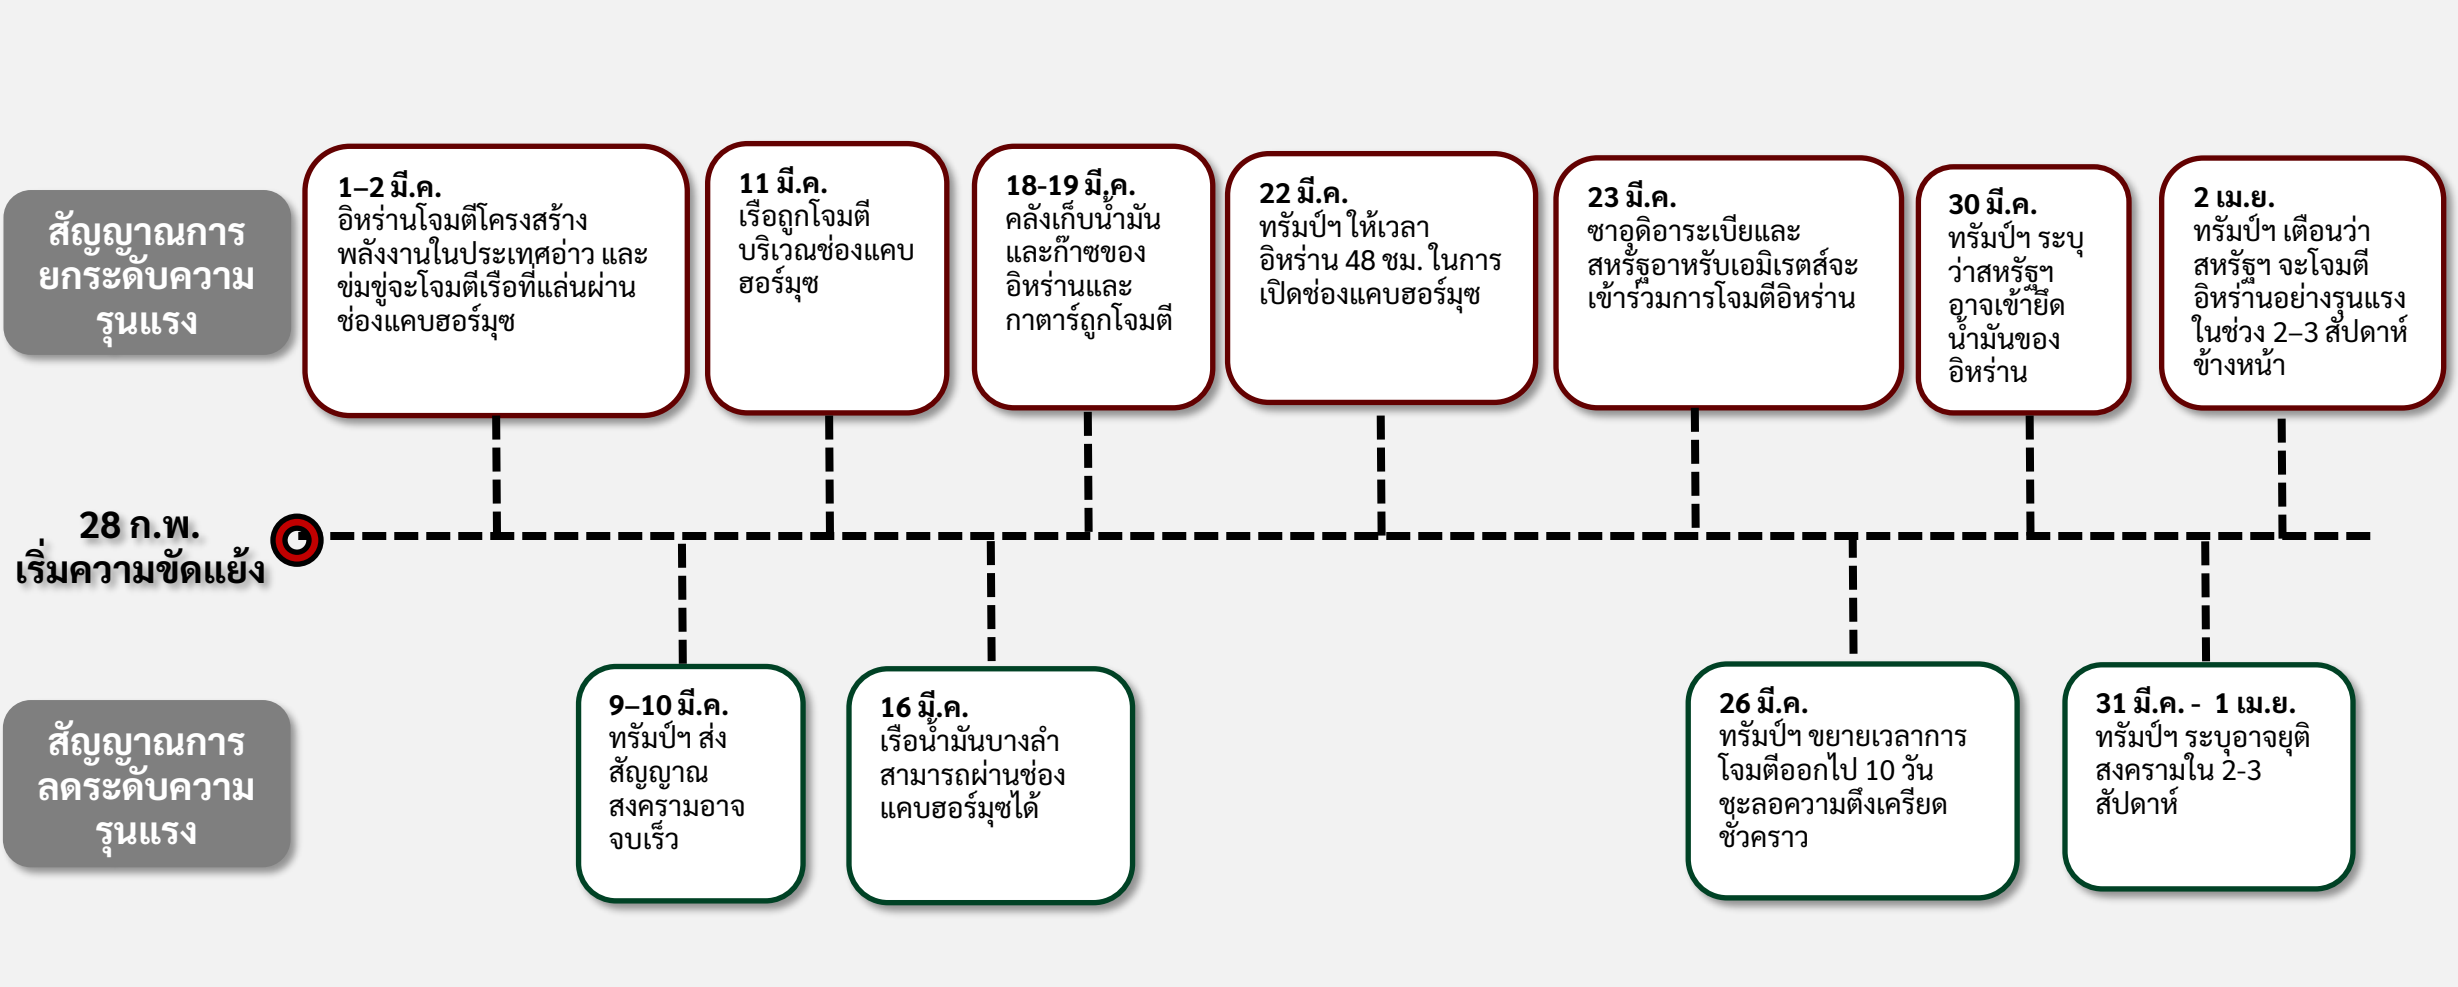 สัญญาณการ
ยกระดับความ
รุนแรง
1–2 มี.ค.
อิหร่านโจมตีโครงสร้าง
พลังงานในประเทศอ่าว และ
ข่มขู่จะโจมตีเรือที่แล่นผ่าน
ช่องแคบฮอร์มุซ
11 มี.ค.
เรือถูกโจมตี
บริเวณช่องแคบ
ฮอร์มุซ
18-19 มี.ค.
คลังเก็บน้ำมัน
และก๊าซของ
อิหร่านและ
กาตาร์ถูกโจมตี
22 มี.ค.
ทรัมป์ฯ ให้เวลา
อิหร่าน 48 ชม. ในการ
เปิดช่องแคบฮอร์มุซ
23 มี.ค.
ซาอุดิอาระเบียและ
สหรัฐอาหรับเอมิเรตส์จะ
เข้าร่วมการโจมตีอิหร่าน
30 มี.ค.
ทรัมป์ฯ ระบุ
ว่าสหรัฐฯ
อาจเข้ายึด
น้ำมันของ
อิหร่าน
2 เม.ย.
ทรัมป์ฯ เตือนว่า
สหรัฐฯ จะโจมตี
อิหร่านอย่างรุนแรง
ในช่วง 2–3 สัปดาห์
ข้างหน้า
28 ก.พ.
เริ่มความขัดแย้ง
สัญญาณการ
ลดระดับความ
รุนแรง
9–10 มี.ค.
ทรัมป์ฯ ส่ง
สัญญาณ
สงครามอาจ
จบเร็ว
16 มี.ค.
เรือน้ำมันบางลำ
สามารถผ่านช่อง
แคบฮอร์มุซได้
26 มี.ค.
ทรัมป์ฯ ขยายเวลาการ
โจมตีออกไป 10 วัน
ชะลอความตึงเครียด
ชั่วคราว
31 มี.ค. - 1 เม.ย.
ทรัมป์ฯ ระบุอาจยุติ
สงครามใน 2-3
สัปดาห์